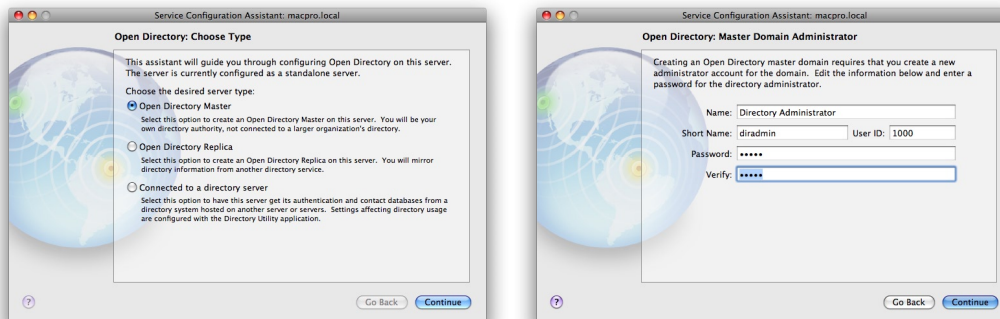 Service Configuration Assistant: macpro.local
Open Directory: Choose Type
This assistant will guide you through configuring Open Directory on this server.
The server is currently configured as a standalone server.
Choose the desired server type:
Open Directory Master
Select this option to create an Open Directory Master on this server. You will be your
own directory authority, not connected to a larger organization's directory.
Open Directory Replica
Select this option to create an Open Directory Replica on this server. You will mirror
directory information from another directory service.
Connected to a directory server
Select this option to have this server get its authentication and contact databases from a
directory system hosted on another server or servers. Settings affecting directory usage
are configured with the Directory Utility application.
?
Go Back
Continue
Service Configuration Assistant: macpro.local
Open Directory: Master Domain Administrator
Creating an Open Directory master domain requires that you create a new
administrator account for the domain. Edit the information below and enter a
password for the directory administrator.
Name: Directory Administrator
Short Name: diradmin User ID: 1000
Password: •••••
Verify: •••••
?
Go Back
Continue